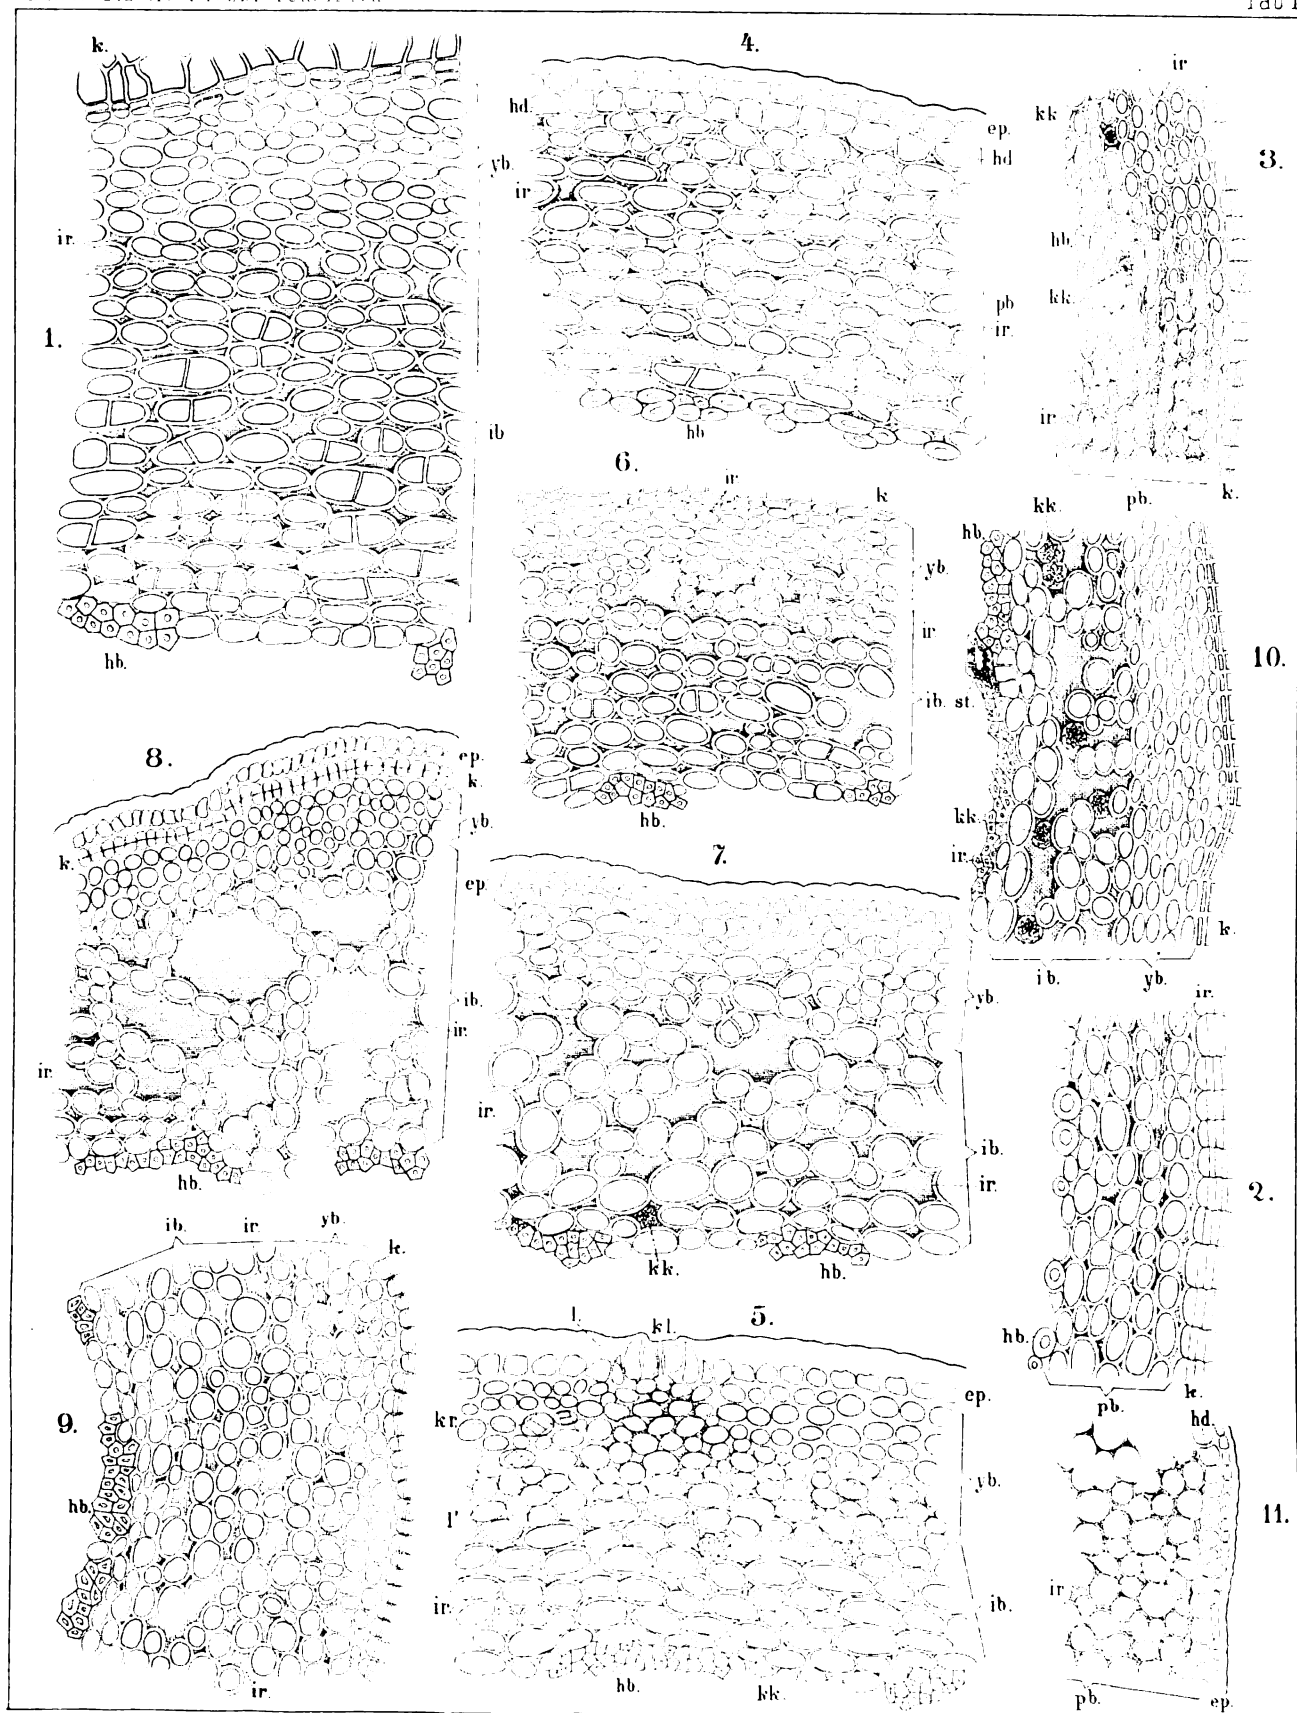 k.
4.
ir
hd.
kk
ep.
hd
3.
yb.
ir
ir.
hb.
1.
pb
ir.
kk.
ib
hb
ir
6.
ir
k
pb.
k.
kk.
hb.
yb.
hb.
ir
10.
ib.
st.
8.
ep.
k.
yb.
hb.
7.
kk.
ir.
k.
ep.
k.
ib.
yb.
ib.
yb.
ir.
ir.
ir.
ir.
ib.
ir.
2.
hb.
ib.
ir.
yb.
k.
kk.
hb.
l.
kl.
5.
hb.
ep.
pb.
k.
hd.
9.
kr.
yb.
hb.
l'
11.
ir.
ib.
ir
hb.
kk.
ir.
pb.
ep.